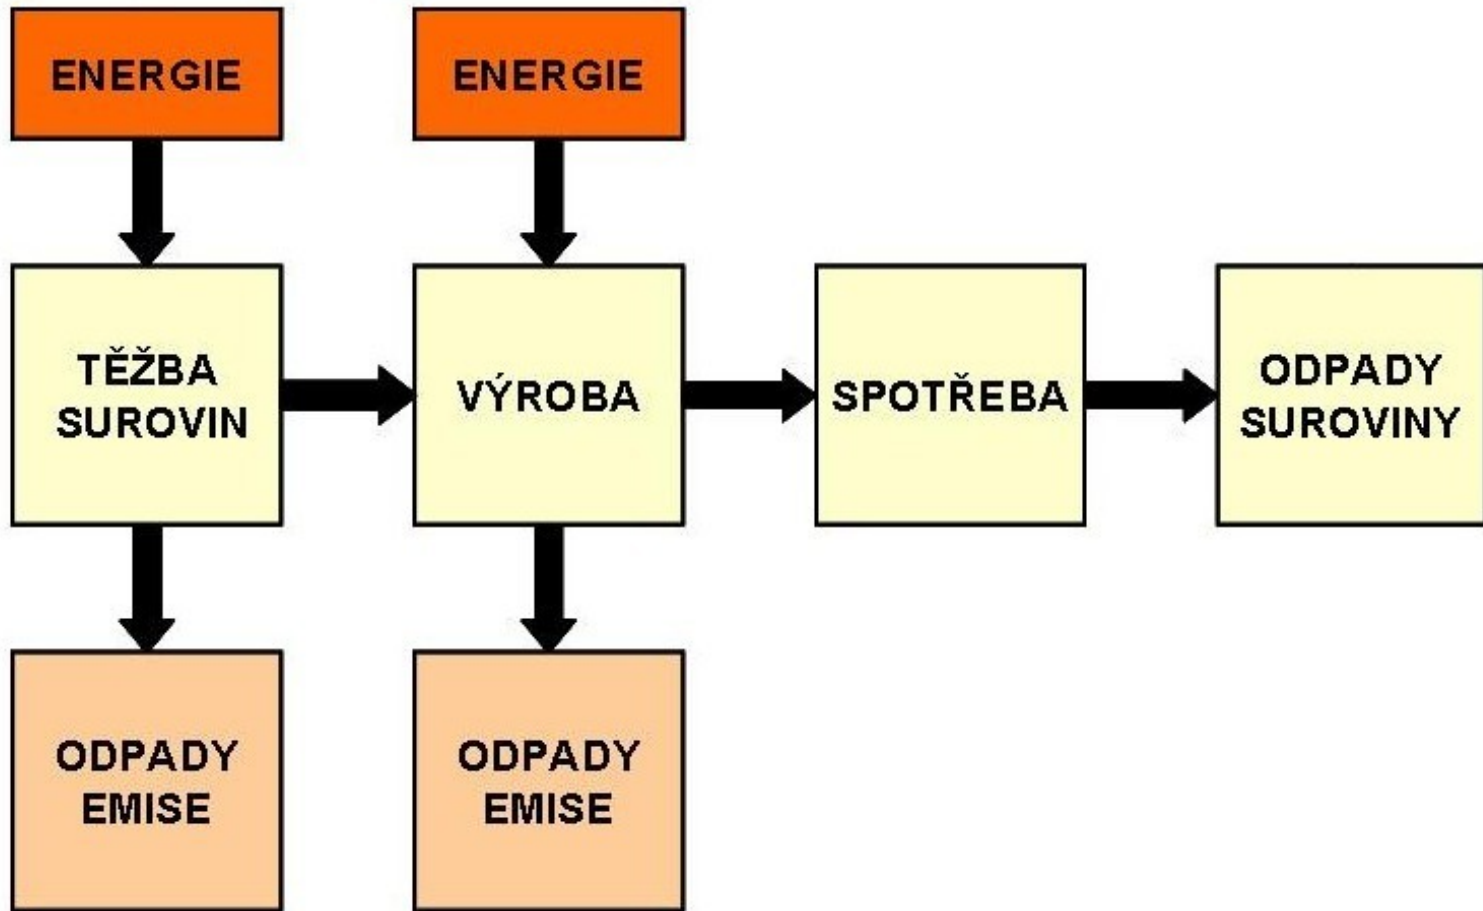 ENERGIE
ENERGIE
TĚŽBA
SUROVIN
VÝROBA
SPOTŘEBA
ODPADY
SUROVINY
ODPADY
EMISE
ODPADY
EMISE